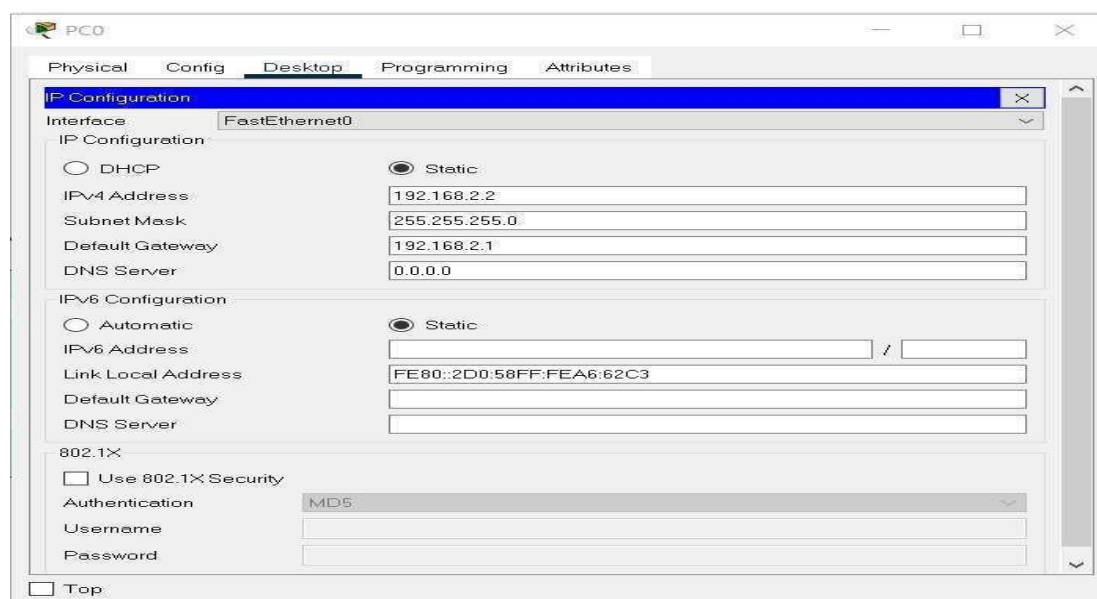 PC0
Physical Config Desktop Programming Attributes
IP Configuration
Interface FastEthernet0
IP Configuration
DHCP Static
IPv4 Address 192.168.2.2
Subnet Mask 255.255.255.0
Default Gateway 192.168.2.1
DNS Server 0.0.0.0
IPv6 Configuration
Automatic Static
IPv6 Address /
Link Local Address FE80::2D0:58FF:FEA6:62C3
Default Gateway
DNS Server
802.1X
Use 802.1X Security
Authentication MD5
Username
Password
Top